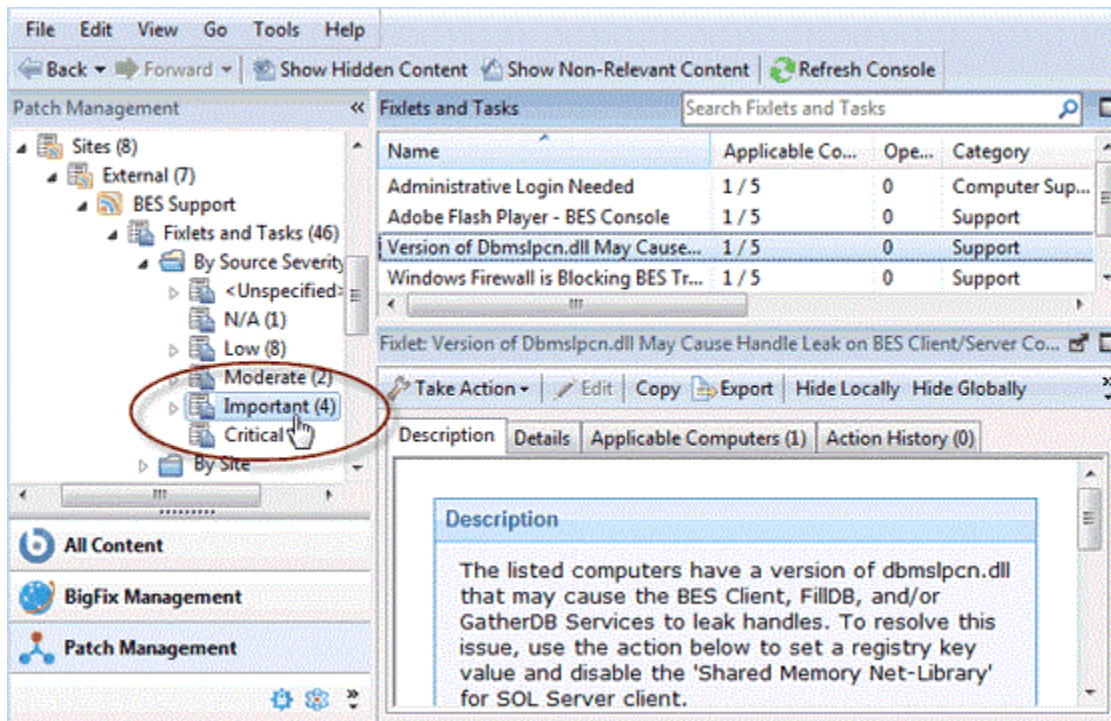 File Edit View Go Tools Help
Back Forward Show Hidden Content Show Non-Relevant Content Refresh Console
Patch Management «
Sites (8)
External (7)
BES Support
Fixlets and Tasks (46)
By Source Severity
<Unspecified>
N/A (1)
Low (8)
Moderate (2)
Important (4)
Critical
By Site
All Content
BigFix Management
Patch Management
Fixlets and Tasks Search Fixlets and Tasks
Name Applicable Co... Ope... Category
Administrative Login Needed 1 / 5 0 Computer Sup...
Adobe Flash Player - BES Console 1 / 5 0 Support
Version of Dbmslpcn.dll May Cause... 1 / 5 0 Support
Windows Firewall is Blocking BES Tr... 1 / 5 0 Support
Fixlet: Version of Dbmslpcn.dll May Cause Handle Leak on BES Client/Server Co...
Take Action Edit Copy Export Hide Locally Hide Globally
Description Details Applicable Computers (1) Action History (0)
Description
The listed computers have a version of dbmslpcn.dll
that may cause the BES Client, FillDB, and/or
GatherDB Services to leak handles. To resolve this
issue, use the action below to set a registry key
value and disable the 'Shared Memory Net-Library'
for SQL Server client.